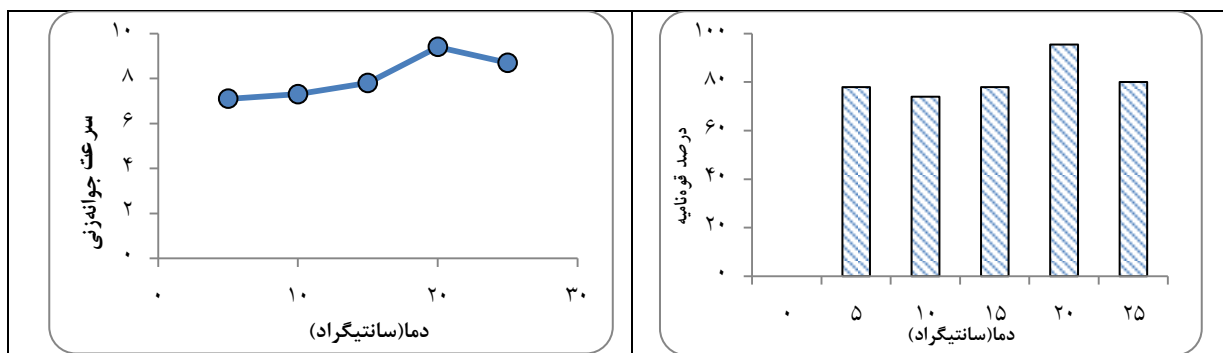 سرعت جوانه‌زنی
۱۰
۸
۶
۴
۲
۰
۰ ۱۰ ۲۰ ۳۰
دما(سانتیگراد)
درصد قوه‌نامیه
۱۰۰
۸۰
۶۰
۴۰
۲۰
۰
۰ ۵ ۱۰ ۱۵ ۲۰ ۲۵
دما(سانتیگراد)